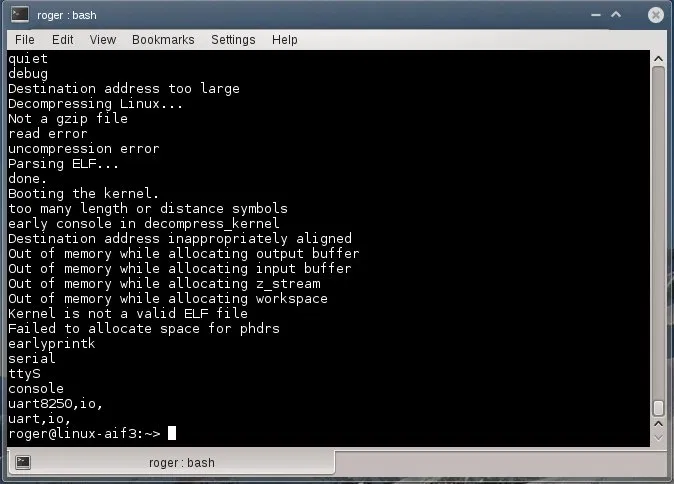 roger : bash
File Edit View Bookmarks Settings Help
quiet
debug
Destination address too large
Decompressing Linux...
Not a gzip file
read error
uncompression error
Parsing ELF...
done.
Booting the kernel.
too many length or distance symbols
early console in decompress_kernel
Destination address inappropriately aligned
Out of memory while allocating output buffer
Out of memory while allocating input buffer
Out of memory while allocating z_stream
Out of memory while allocating workspace
Kernel is not a valid ELF file
Failed to allocate space for phdrs
earlyprintk
serial
ttyS
console
uart8250,io,
uart,io,
roger@linux-aif3:~>
roger : bash